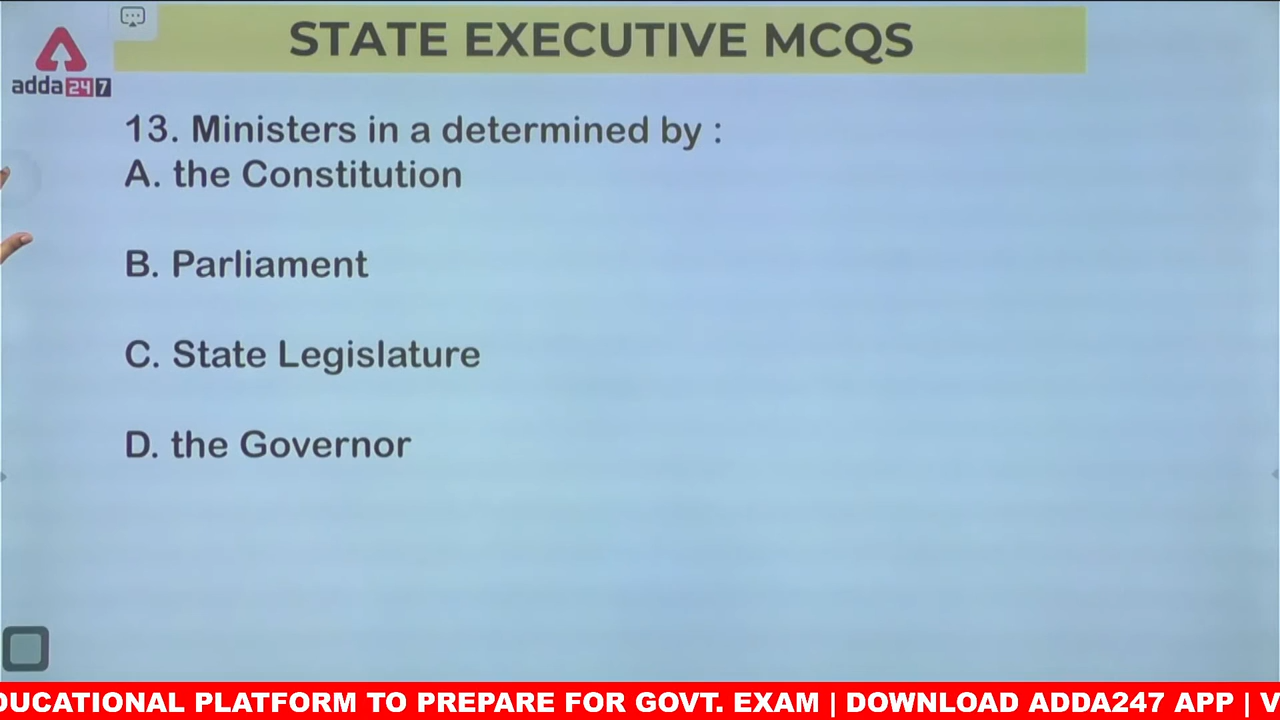 STATE EXECUTIVE MCQS
adda247
13. Ministers in a determined by :
A. the Constitution
B. Parliament
C. State Legislature
D. the Governor
DUCATIONAL PLATFORM TO PREPARE FOR GOVT. EXAM | DOWNLOAD ADDA247 APP | V